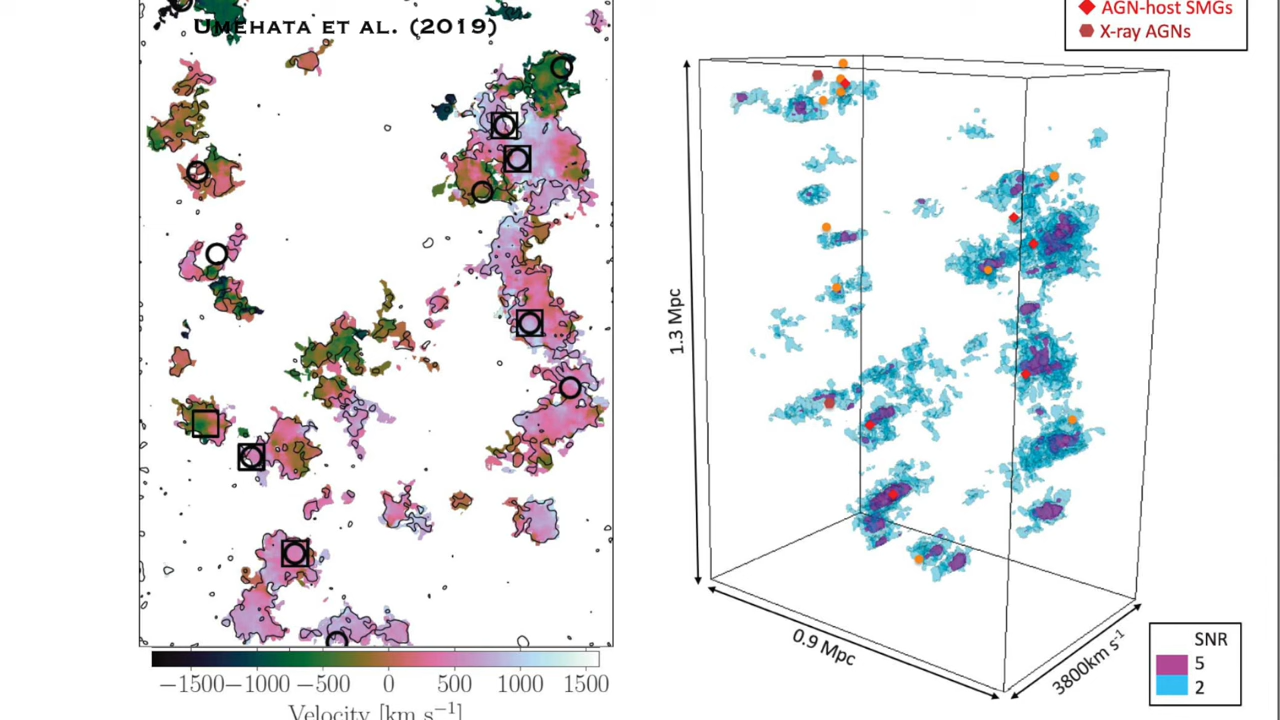 UMEHATA ET AL. (2019)
AGN-host SMGs
X-ray AGNs
1.3 Mpc
0.9 Mpc
3800km s⁻¹
SNR
5
2
−1500 −1000 −500 0 500 1000 1500
Velocity [km s⁻¹]